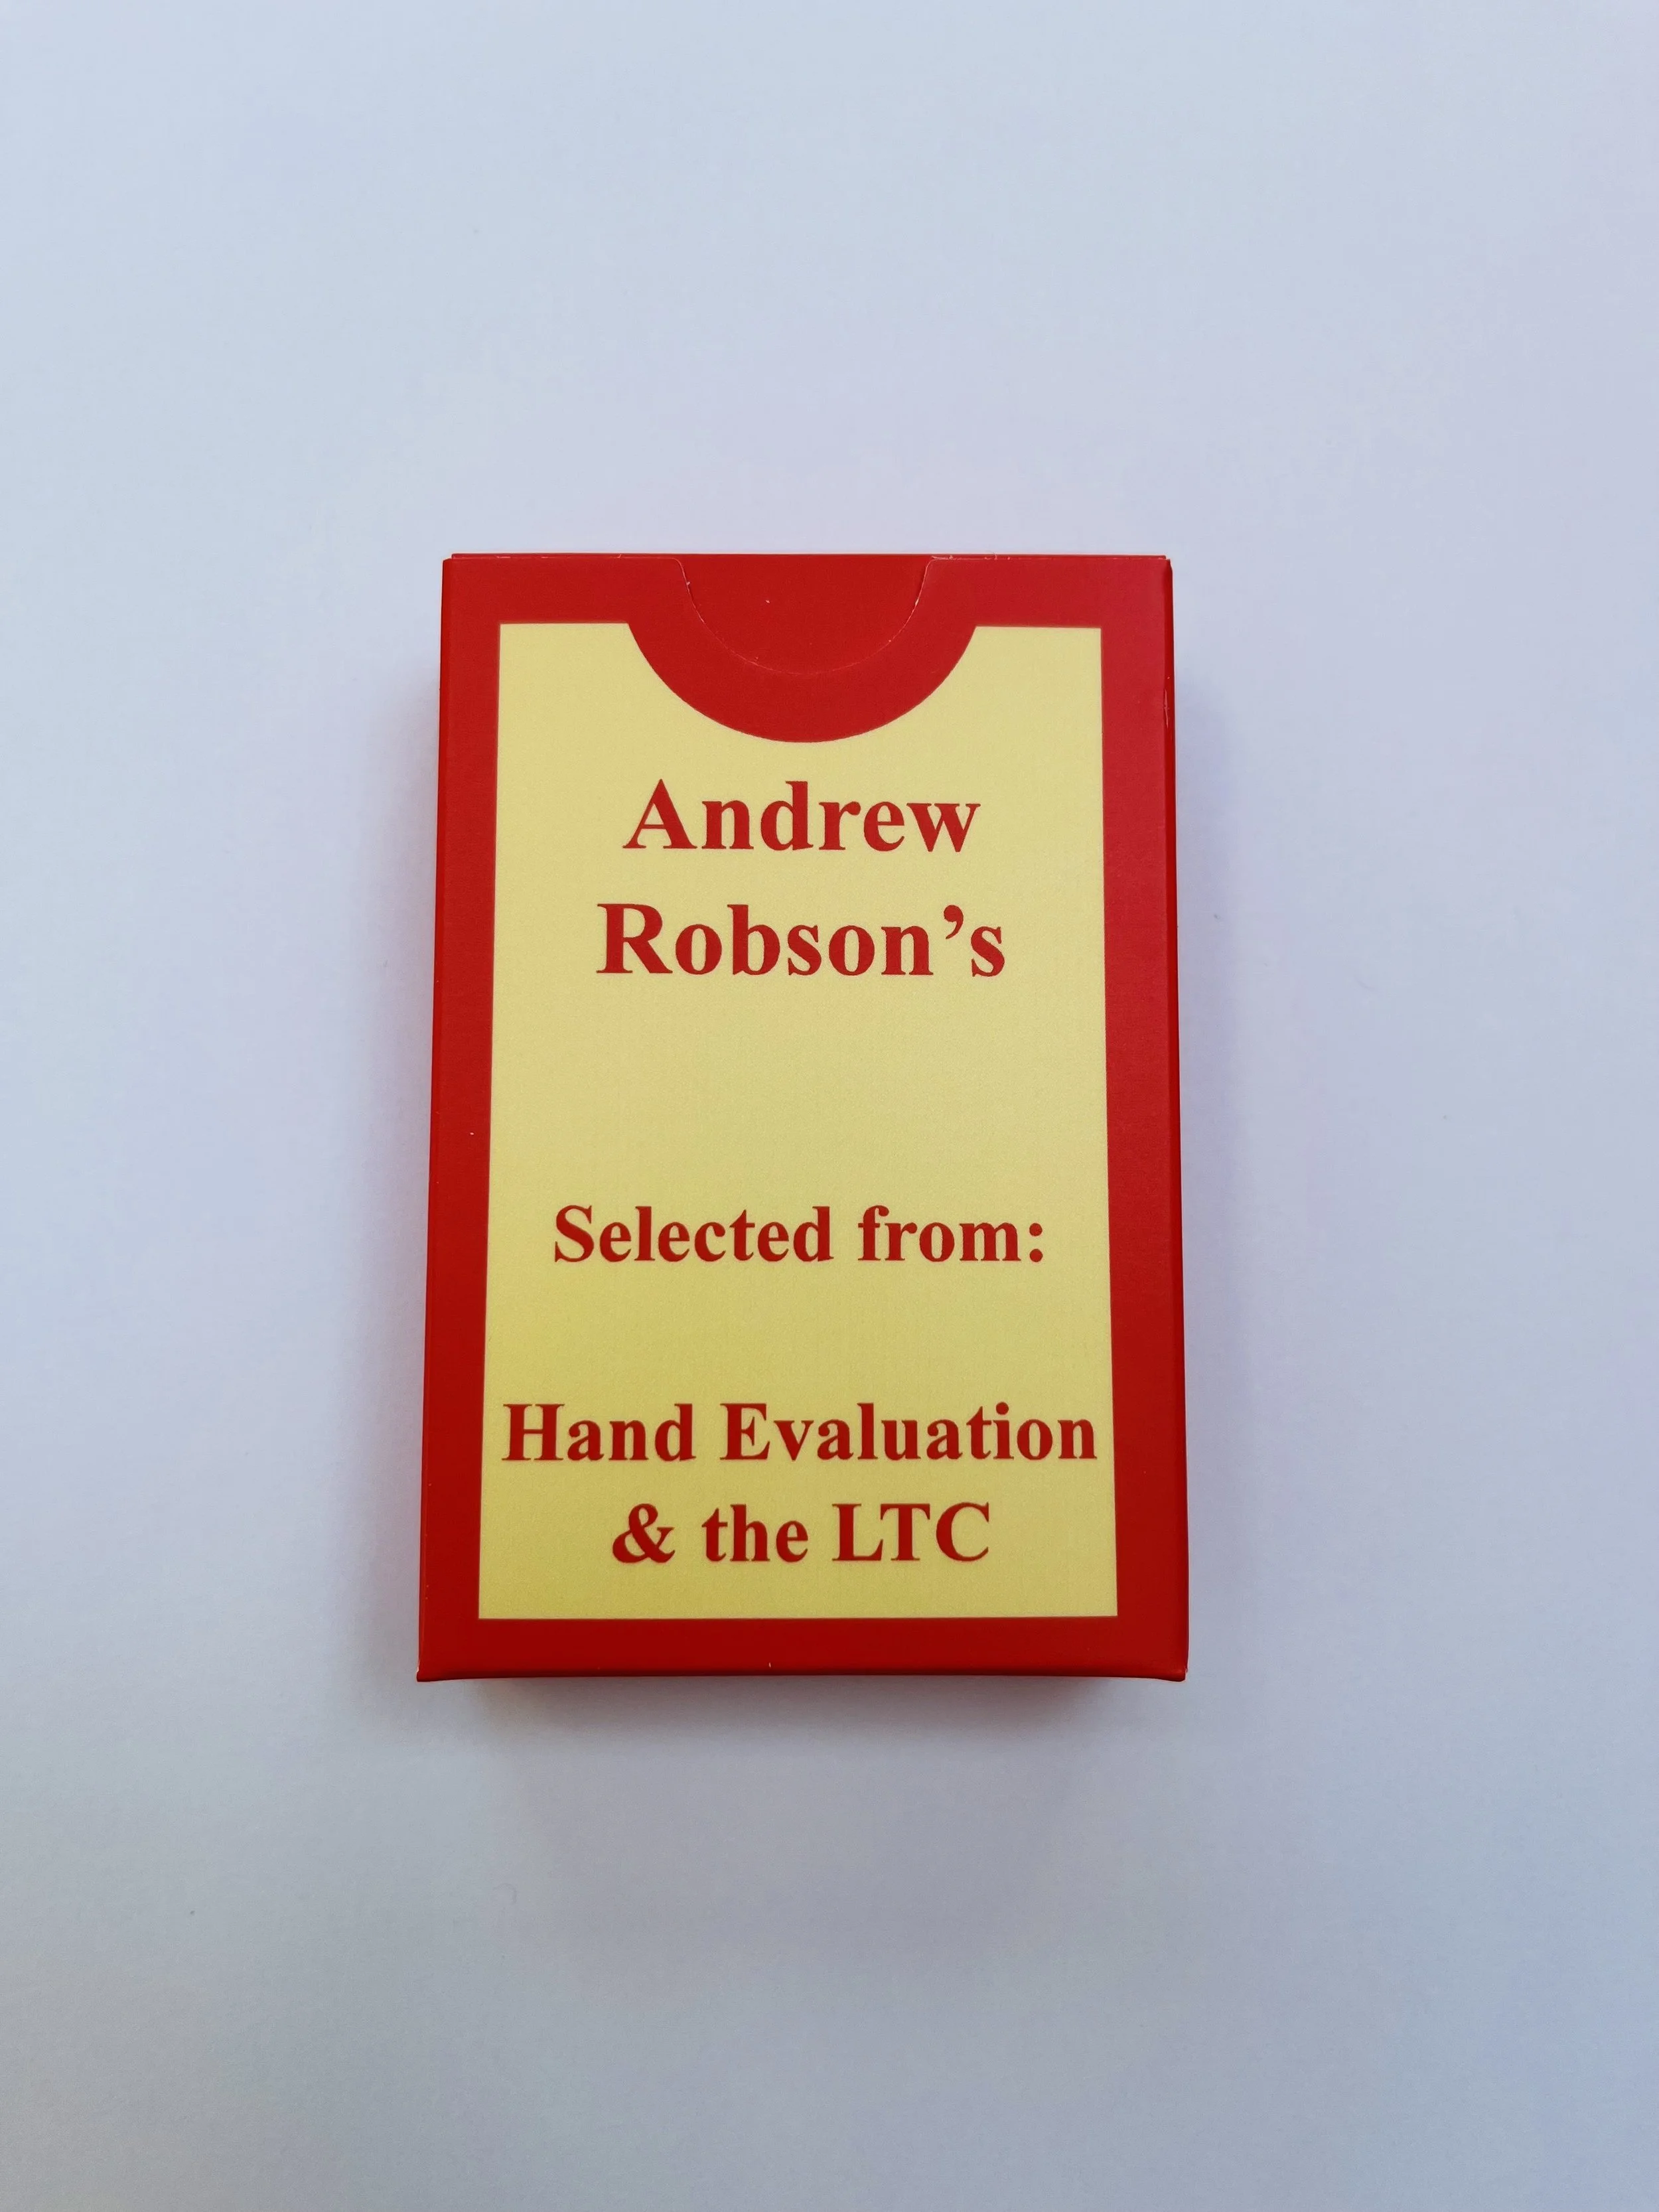 Andrew
Robson’s
Selected from:
Hand Evaluation
& the LTC